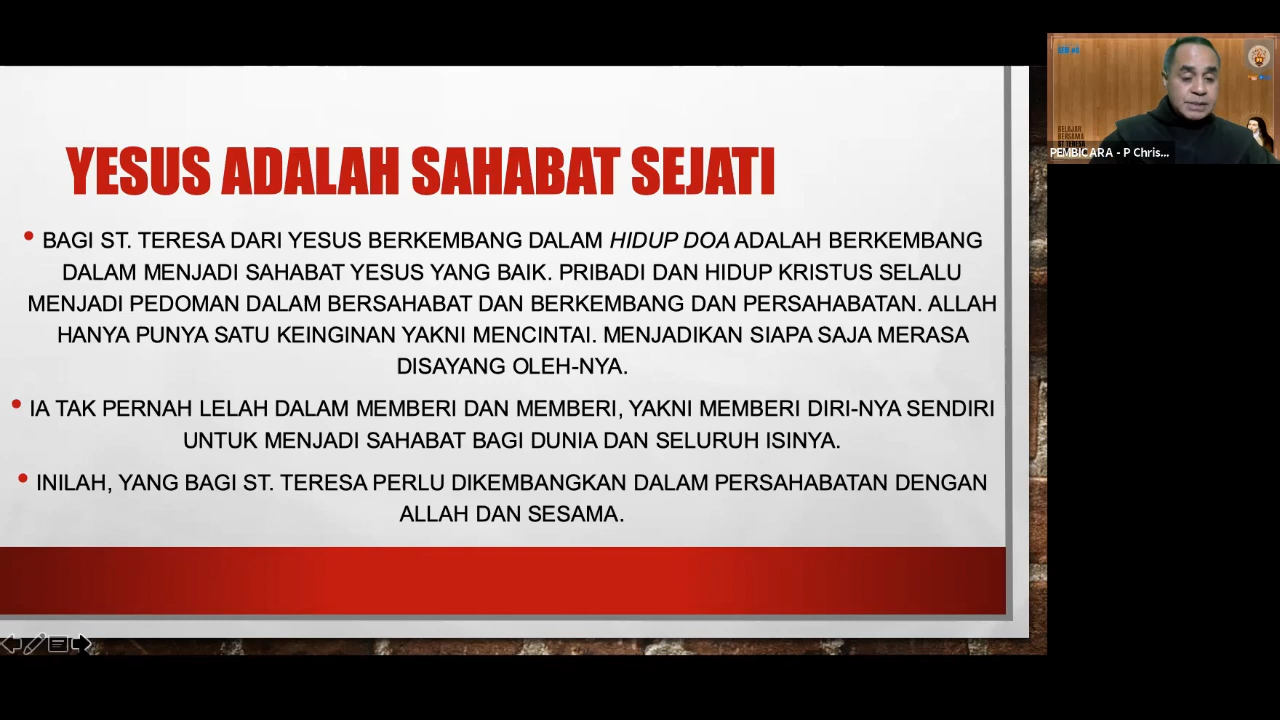 YESUS ADALAH SAHABAT SEJATI
• BAGI ST. TERESA DARI YESUS BERKEMBANG DALAM HIDUP DOA ADALAH BERKEMBANG
DALAM MENJADI SAHABAT YESUS YANG BAIK. PRIBADI DAN HIDUP KRISTUS SELALU
MENJADI PEDOMAN DALAM BERSAHABAT DAN BERKEMBANG DAN PERSAHABATAN. ALLAH
HANYA PUNYA SATU KEINGINAN YAKNI MENCINTAI. MENJADIKAN SIAPA SAJA MERASA
DISAYANG OLEH-NYA.
• IA TAK PERNAH LELAH DALAM MEMBERI DAN MEMBERI, YAKNI MEMBERI DIRI-NYA SENDIRI
UNTUK MENJADI SAHABAT BAGI DUNIA DAN SELURUH ISINYA.
• INILAH, YANG BAGI ST. TERESA PERLU DIKEMBANGKAN DALAM PERSAHABATAN DENGAN
ALLAH DAN SESAMA.
BELAJAR
BERSAMA
PEMBICARA - P Chris...